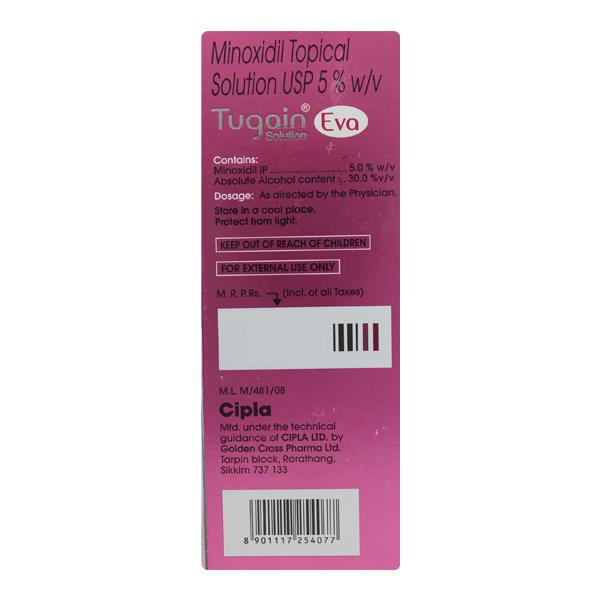 Minoxidil Topical
Solution USP 5 % w/v
Tugain® Eva
Solution
Contains:
Minoxidil IP ....................... 5.0 % w/v
Absolute Alcohol content .. 30.0 %v/v
Dosage: As directed by the Physician.
Store in a cool place.
Protect from light.
KEEP OUT OF REACH OF CHILDREN
FOR EXTERNAL USE ONLY
M. R. P. Rs. (Incl. of all Taxes)
M.L. M/481/08
Cipla
Mfd. under the technical
guidance of CIPLA LTD. by
Golden Cross Pharma Ltd.
Tarpin block, Rorathang,
Sikkim 737 133
8 901117 254077